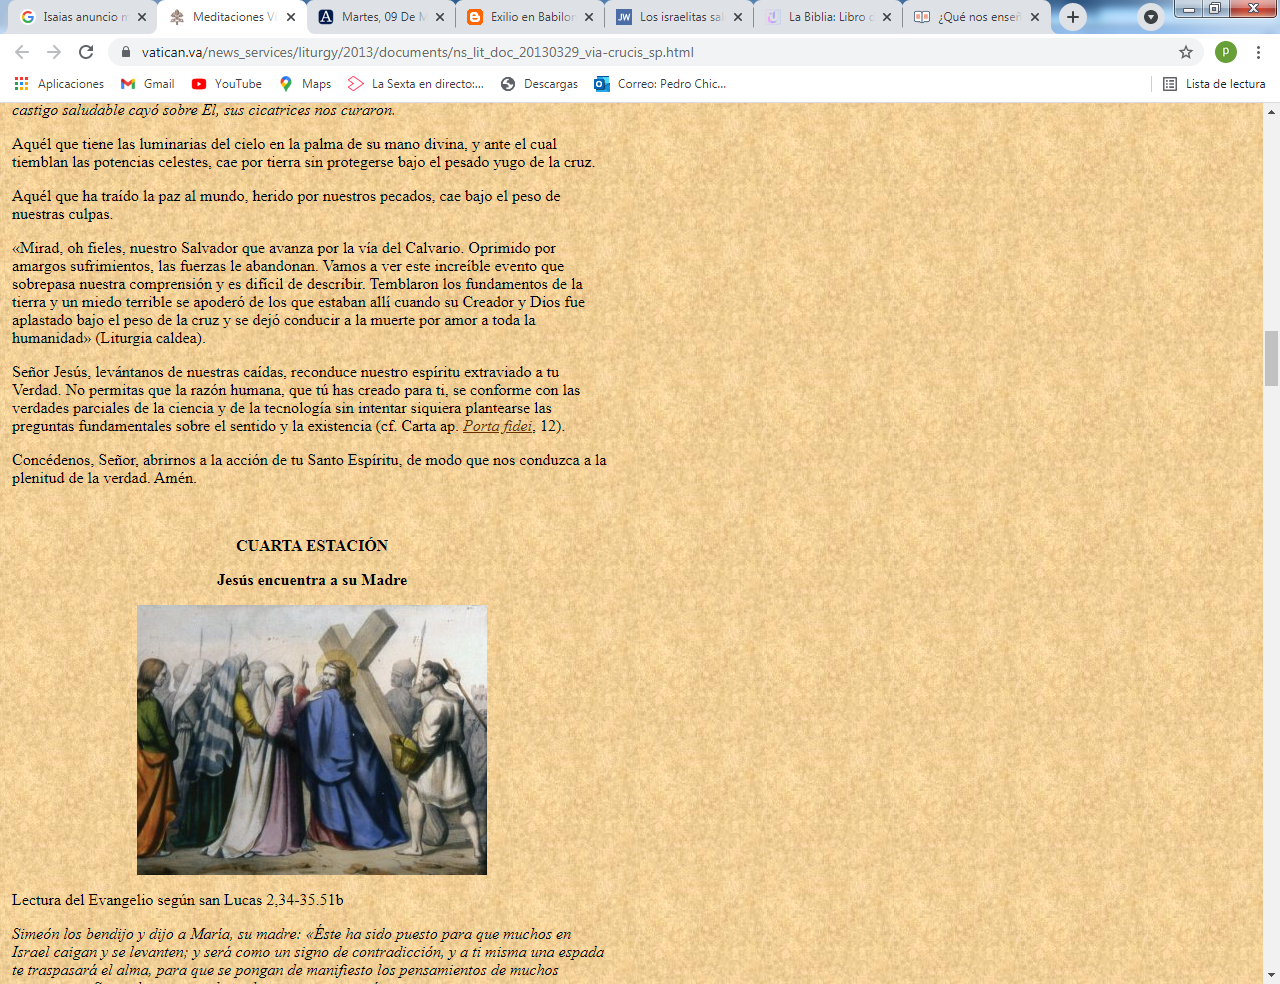 Isaias anuncio m
Meditaciones Vi
Martes, 09 De M
Exilio en Babilon
Los israelitas sal
La Biblia: Libro d
¿Qué nos enseñ
vatican.va/news_services/liturgy//2013/documents/ns_lit_doc_20130329_via-crucis_sp.html
P
Aplicaciones
Gmail
YouTube
Maps
La Sexta en directo:...
Descargas
Correo: Pedro Chic...
Lista de lectura
castigo saludable cayó sobre El, sus cicatrices nos curaron.
Aquél que tiene las luminarias del cielo en la palma de su mano divina, y ante el cual
tiemblan las potencias celestes, cae por tierra sin protegerse bajo el pesado yugo de la cruz.
Aquél que ha traído la paz al mundo, herido por nuestros pecados, cae bajo el peso de
nuestras culpas.
«Mirad, oh fieles, nuestro Salvador que avanza por la vía del Calvario. Oprimido por
amargos sufrimientos, las fuerzas le abandonan. Vamos a ver este increíble evento que
sobrepasa nuestra comprensión y es difícil de describir. Temblaron los fundamentos de la
tierra y un miedo terrible se apoderó de los que estaban allí cuando su Creador y Dios fue
aplastado bajo el peso de la cruz y se dejó conducir a la muerte por amor a toda la
humanidad» (Liturgia caldea).
Señor Jesús, levántanos de nuestras caídas, reconduce nuestro espíritu extraviado a tu
Verdad. No permitas que la razón humana, que tú has creado para ti, se conforme con las
verdades parciales de la ciencia y de la tecnología sin intentar siquiera plantearse las
preguntas fundamentales sobre el sentido y la existencia (cf. Carta ap. Porta fidei, 12).
Concédenos, Señor, abrirnos a la acción de tu Santo Espíritu, de modo que nos conduzca a la
plenitud de la verdad. Amén.
CUARTA ESTACIÓN
Jesús encuentra a su Madre
Lectura del Evangelio según san Lucas 2,34-35.51b
Simeón los bendijo y dijo a María, su madre: «Éste ha sido puesto para que muchos en
Israel caigan y se levanten; y será como un signo de contradicción, y a ti misma una espada
te traspasará el alma, para que se pongan de manifiesto los pensamientos de muchos